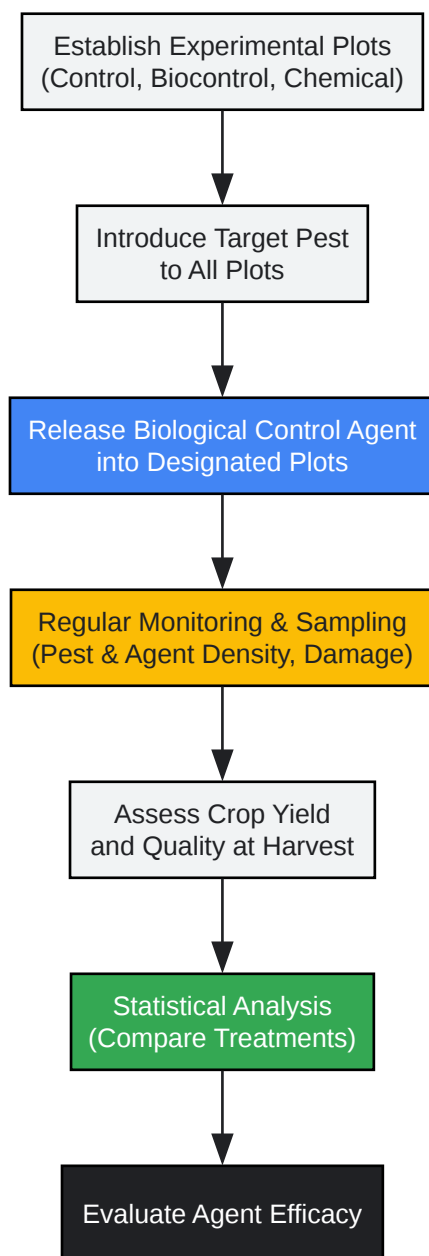 Establish Experimental Plots
(Control, Biocontrol, Chemical)
Introduce Target Pest
to All Plots
Release Biological Control Agent
into Designated Plots
Regular Monitoring & Sampling
(Pest & Agent Density, Damage)
Assess Crop Yield
and Quality at Harvest
Statistical Analysis
(Compare Treatments)
Evaluate Agent Efficacy